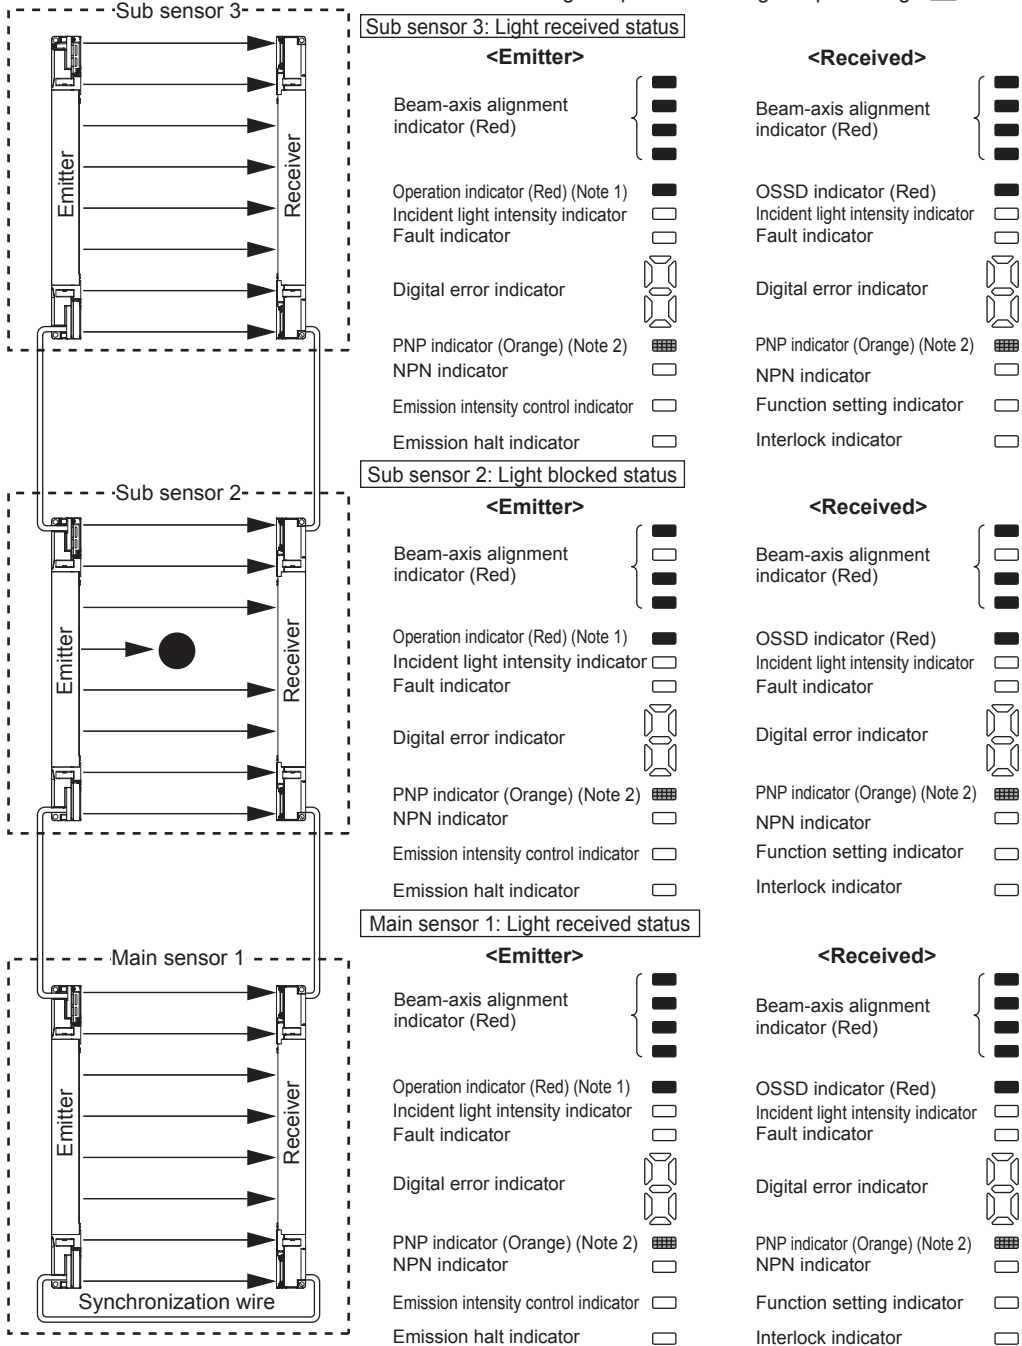 Sub sensor 3
Emitter
Receiver
Sub sensor 3: Light received status
<Emitter>
Beam-axis alignment
indicator (Red)
Operation indicator (Red) (Note 1)
Incident light intensity indicator
Fault indicator
Digital error indicator
PNP indicator (Orange) (Note 2)
NPN indicator
Emission intensity control indicator
Emission halt indicator
<Received>
Beam-axis alignment
indicator (Red)
OSSD indicator (Red)
Incident light intensity indicator
Fault indicator
Digital error indicator
PNP indicator (Orange) (Note 2)
NPN indicator
Function setting indicator
Interlock indicator
Sub sensor 2
Emitter
Receiver
Sub sensor 2: Light blocked status
<Emitter>
Beam-axis alignment
indicator (Red)
Operation indicator (Red) (Note 1)
Incident light intensity indicator
Fault indicator
Digital error indicator
PNP indicator (Orange) (Note 2)
NPN indicator
Emission intensity control indicator
Emission halt indicator
<Received>
Beam-axis alignment
indicator (Red)
OSSD indicator (Red)
Incident light intensity indicator
Fault indicator
Digital error indicator
PNP indicator (Orange) (Note 2)
NPN indicator
Function setting indicator
Interlock indicator
Main sensor 1
Emitter
Receiver
Synchronization wire
Main sensor 1: Light received status
<Emitter>
Beam-axis alignment
indicator (Red)
Operation indicator (Red) (Note 1)
Incident light intensity indicator
Fault indicator
Digital error indicator
PNP indicator (Orange) (Note 2)
NPN indicator
Emission intensity control indicator
Emission halt indicator
<Received>
Beam-axis alignment
indicator (Red)
OSSD indicator (Red)
Incident light intensity indicator
Fault indicator
Digital error indicator
PNP indicator (Orange) (Note 2)
NPN indicator
Function setting indicator
Interlock indicator